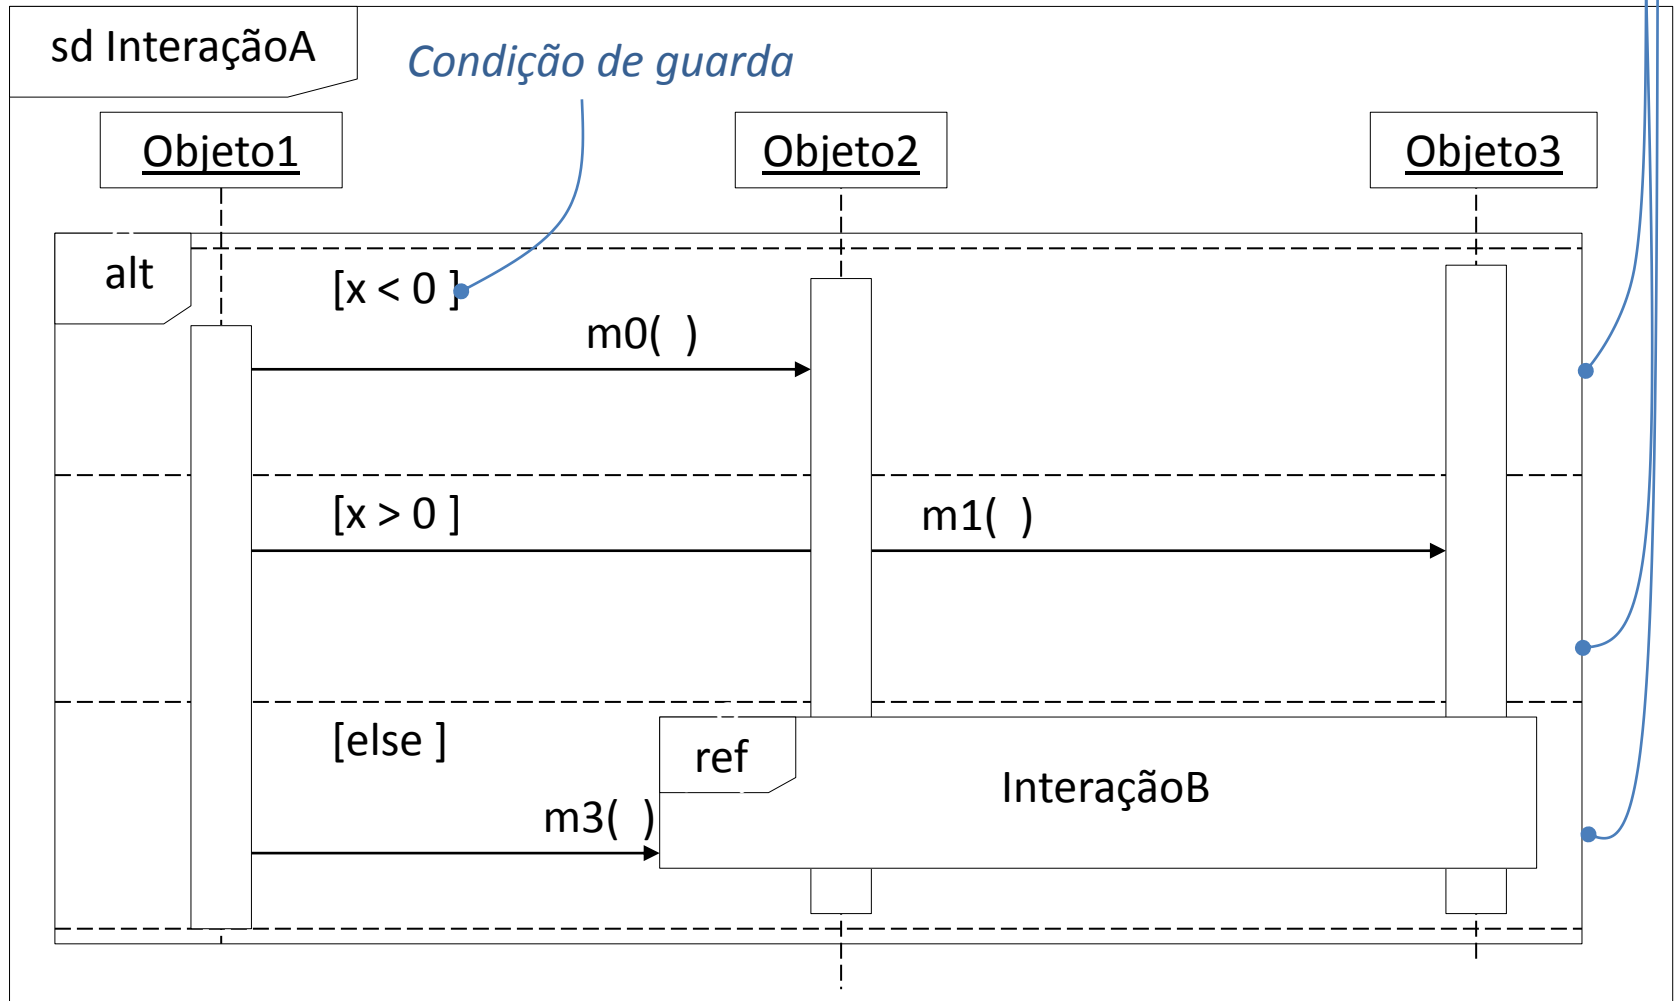 sd InteraçãoA
Condição de guarda
Objeto1
Objeto2
Objeto3
alt
[x < 0 ]
m0(  )
[x > 0 ]
m1(  )
[else ]
ref
InteraçãoB
m3(  )